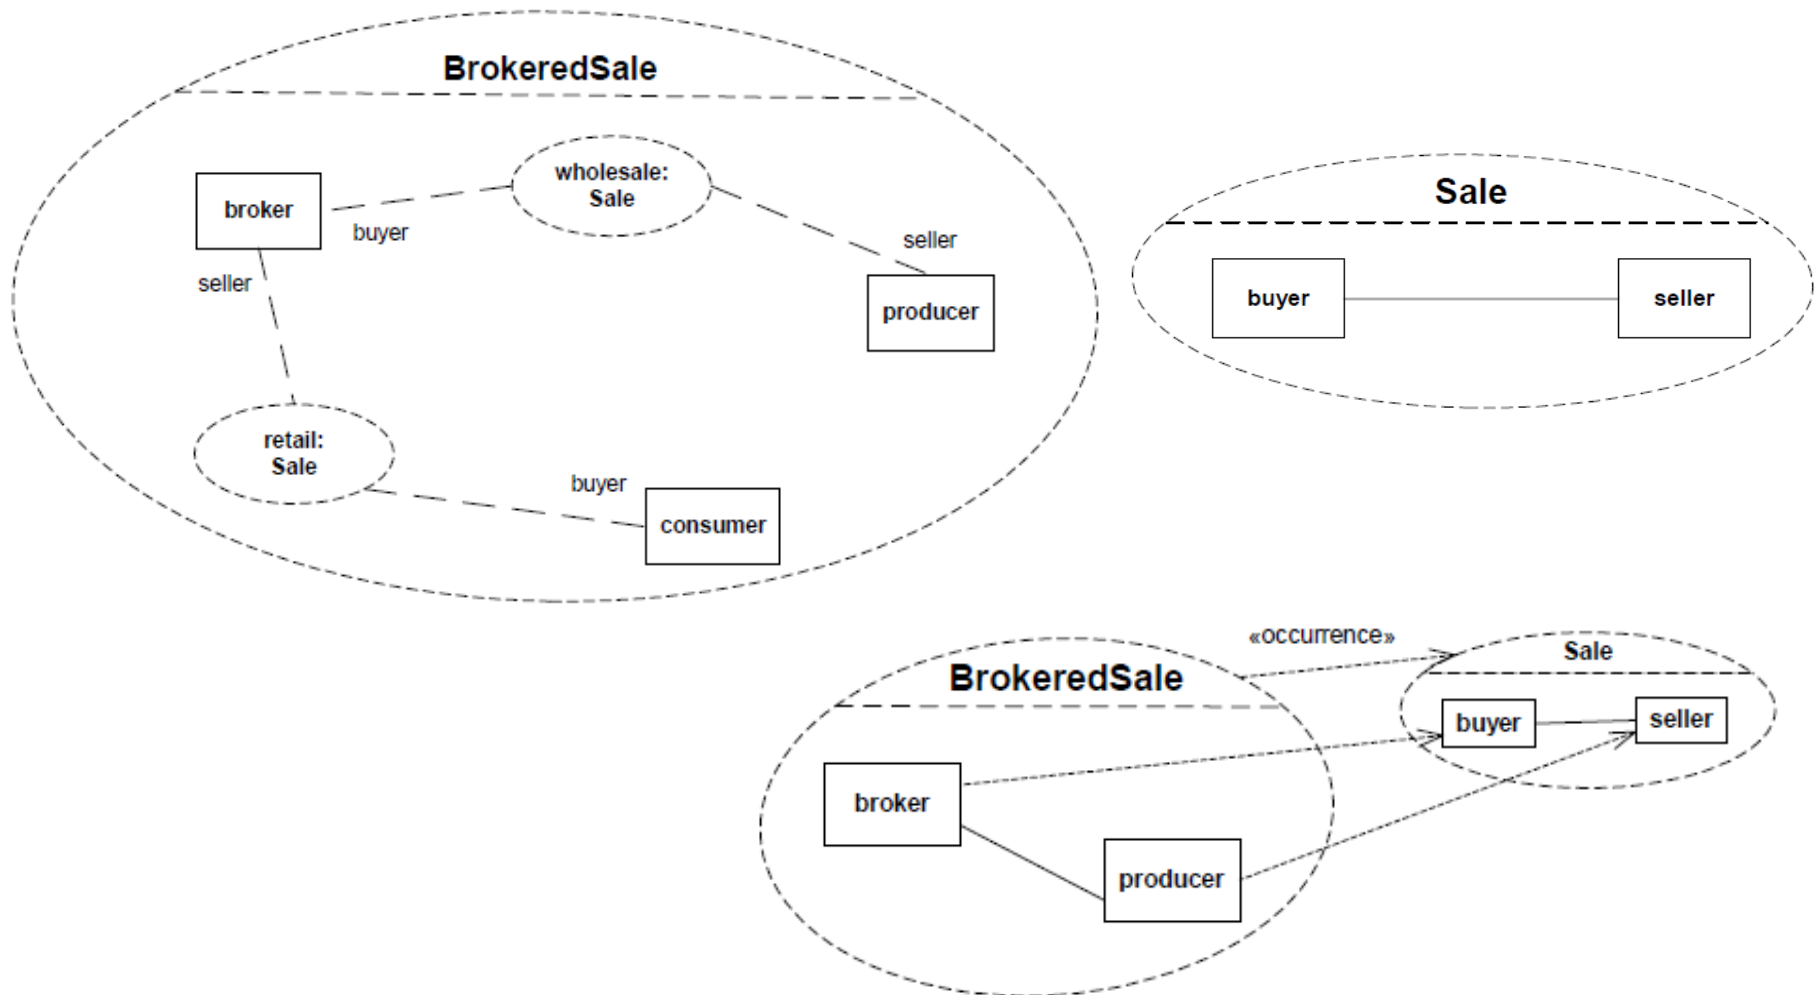 BrokeredSale
wholesale:
Sale
broker
buyer
seller
seller
producer
retail:
Sale
buyer
consumer
Sale
buyer
seller
«occurrence»
BrokeredSale
Sale
buyer
seller
broker
producer